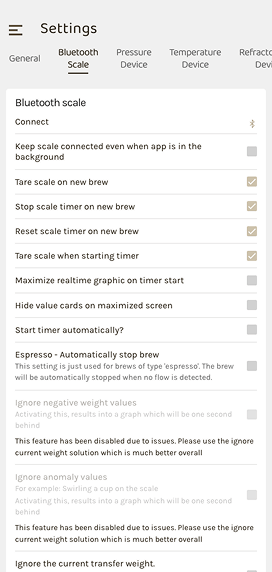 Settings
General
Bluetooth
Scale
Pressure
Device
Temperature
Device
Refracto
Devi
Bluetooth scale
Connect
Keep scale connected even when app is in the
background
Tare scale on new brew
Stop scale timer on new brew
Reset scale timer on new brew
Tare scale when starting timer
Maximize realtime graphic on timer start
Hide value cards on maximized screen
Start timer automatically?
Espresso - Automatically stop brew
This setting is just used for brews of type 'espresso'. The brew
will be automatically stopped when no flow is detected.
Ignore negative weight values
Activating this, results into a graph which will be one second
behind
This feature has been disabled due to issues. Please use the ignore
current weight solution which is much better overall
Ignore anomaly values
For example: Swirling a cup on the scale
Activating this, results into a graph which will be one second
behind
This feature has been disabled due to issues. Please use the ignore
current weight solution which is much better overall
Ignore the current transfer weight.